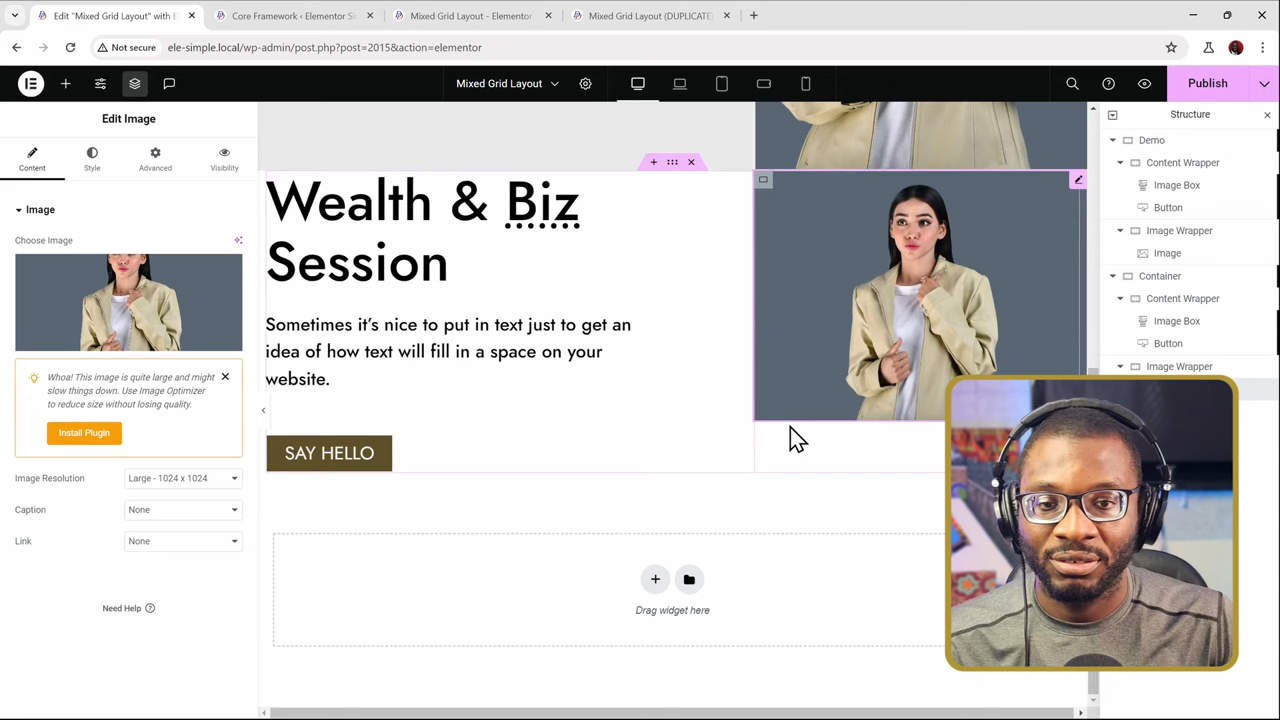 Edit "Mixed Grid Layout" with E
Core Framework ‹ Elementor Si
Mixed Grid Layout - Elementor
Mixed Grid Layout (DUPLICATE)
Not secure
ele-simple.local/wp-admin/post.php?post=2015&action=elementor
Mixed Grid Layout
Publish
Edit Image
Content
Style
Advanced
Visibility
Image
Choose Image
Whoa! This image is quite large and might
slow things down. Use Image Optimizer
to reduce size without losing quality.
Install Plugin
Image Resolution
Large - 1024 x 1024
Caption
None
Link
None
Need Help
Wealth & Biz
Session
Sometimes it's nice to put in text just to get an
idea of how text will fill in a space on your
website.
SAY HELLO
Drag widget here
Structure
Demo
Content Wrapper
Image Box
Button
Image Wrapper
Image
Container
Content Wrapper
Image Box
Button
Image Wrapper